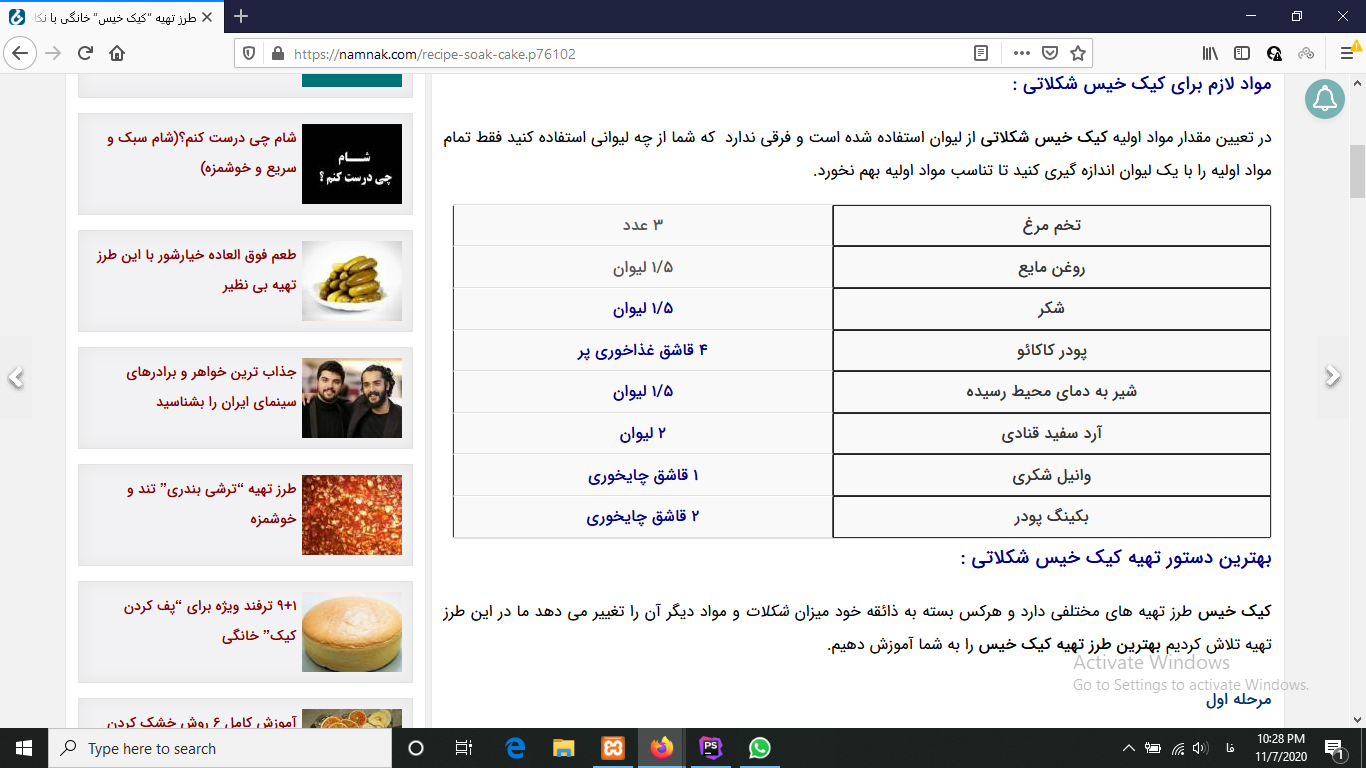 طرز تهیه “کیک خیس” خانگی با نکا
https://namnak.com/recipe-soak-cake.p76102
مواد لازم برای کیک خیس شکلاتی :
در تعیین مقدار مواد اولیه کیک خیس شکلاتی از لیوان استفاده شده است و فرقی ندارد که شما از چه لیوانی استفاده کنید فقط تمام
مواد اولیه را با یک لیوان اندازه گیری کنید تا تناسب مواد اولیه بهم نخورد.
تخم مرغ ۳ عدد
روغن مایع ۱/۵ لیوان
شکر ۱/۵ لیوان
پودر کاکائو ۴ قاشق غذاخوری پر
شیر به دمای محیط رسیده ۱/۵ لیوان
آرد سفید قنادی ۲ لیوان
وانیل شکری ۱ قاشق چایخوری
بکینگ پودر ۲ قاشق چایخوری
بهترین دستور تهیه کیک خیس شکلاتی :
کیک خیس طرز تهیه های مختلفی دارد و هرکس بسته به ذائقه خود میزان شکلات و مواد دیگر آن را تغییر می دهد ما در این طرز
تهیه تلاش کردیم بهترین طرز تهیه کیک خیس را به شما آموزش دهیم.
مرحله اول
شام چی درست کنم؟(شام سبک و
سریع و خوشمزه)
شـــام
چی درست کنم ؟
طعم فوق العاده خیارشور با این طرز
تهیه بی نظیر
جذاب ترین خواهر و برادرهای
سینمای ایران را بشناسید
طرز تهیه “ترشی بندری” تند و
خوشمزه
۹+۱ ترفند ویژه برای “پف کردن
کیک” خانگی
آموزش کامل ۶ روش خشک کردن
Activate Windows
Go to Settings to activate Windows.
Type here to search
PS
فا
10:28 PM
11/7/2020
1